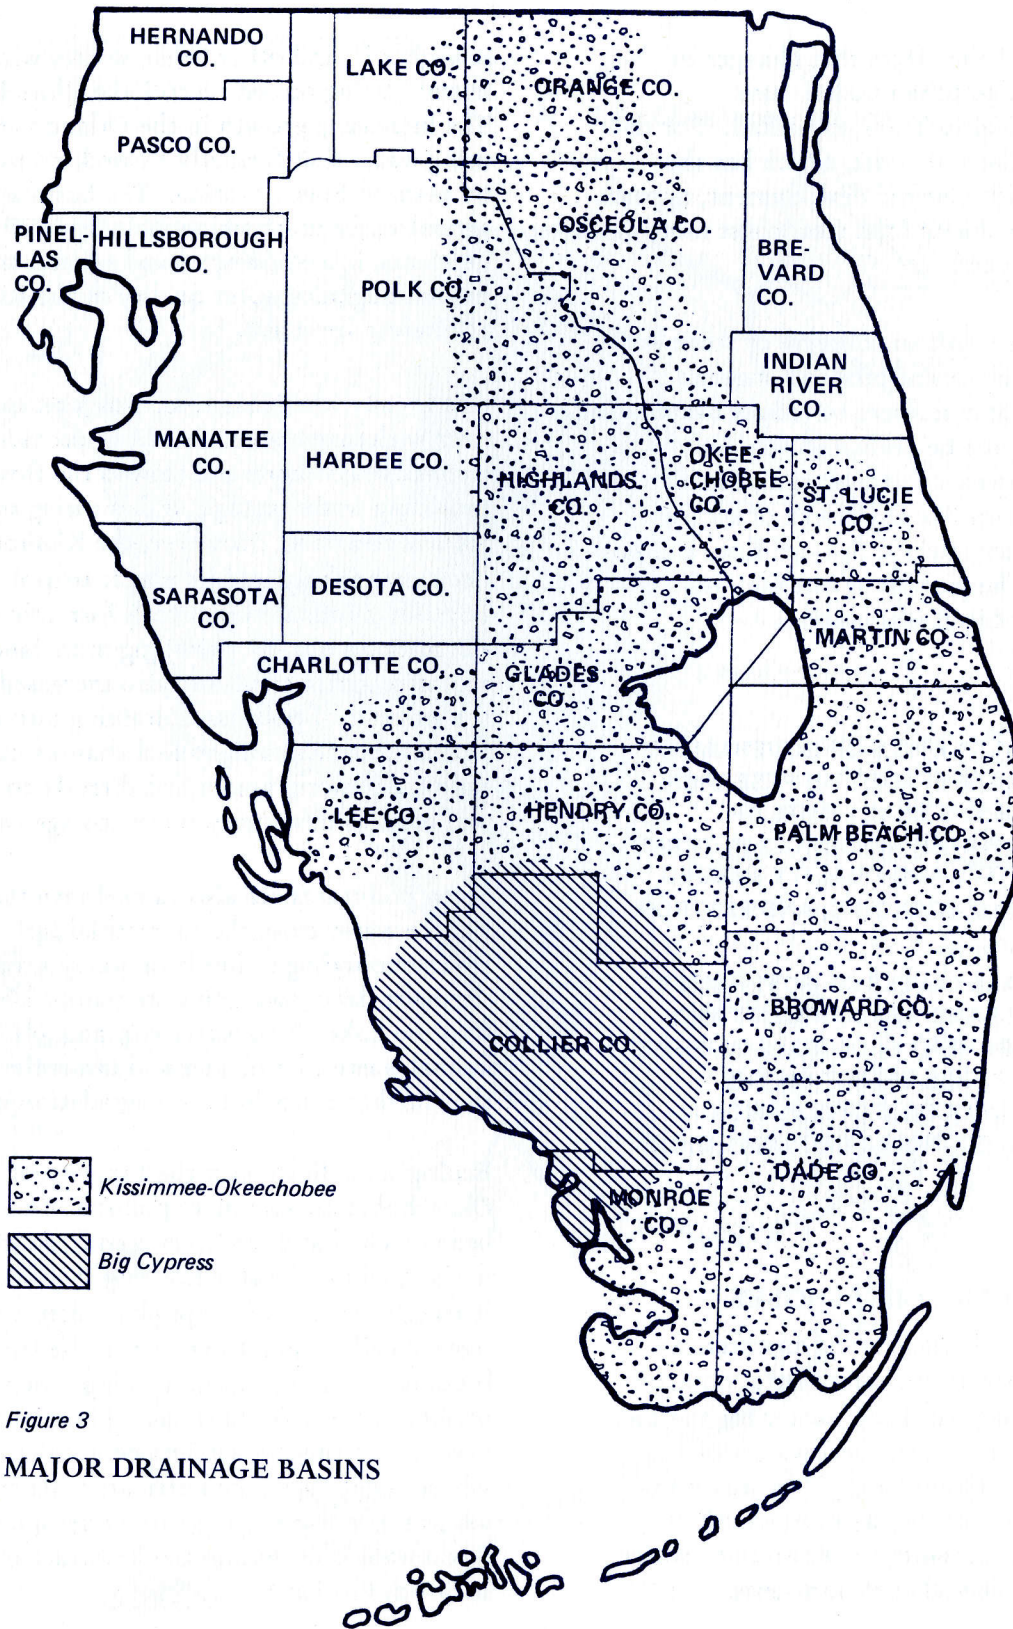 HERNANDO
CO.
LAKE CO.
ORANGE CO.
PASCO CO.
PINEL-
LAS
CO.
HILLSBOROUGH
CO.
OSCEOLA CO.
BRE-
VARD
CO.
POLK CO.
INDIAN
RIVER
CO.
MANATEE
CO.
HARDEE CO.
HIGHLANDS
CO.
OKEE-
CHOBEE
CO.
ST. LUCIE
CO.
SARASOTA
CO.
DESOTA CO.
MARTIN CO.
CHARLOTTE CO.
GLADES
CO.
LEE CO.
HENDRY CO.
PALM BEACH CO.
BROWARD CO.
COLLIER CO.
DADE CO.
MONROE
CO.
Kissimmee-Okeechobee
Big Cypress
Figure 3
MAJOR DRAINAGE BASINS